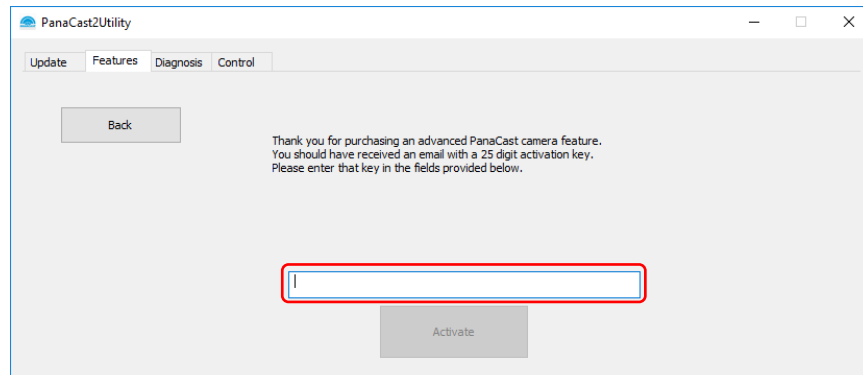 PanaCast2Utility
Update Features Diagnosis Control
Back
Thank you for purchasing an advanced PanaCast camera feature.
You should have received an email with a 25 digit activation key.
Please enter that key in the fields provided below.
Activate